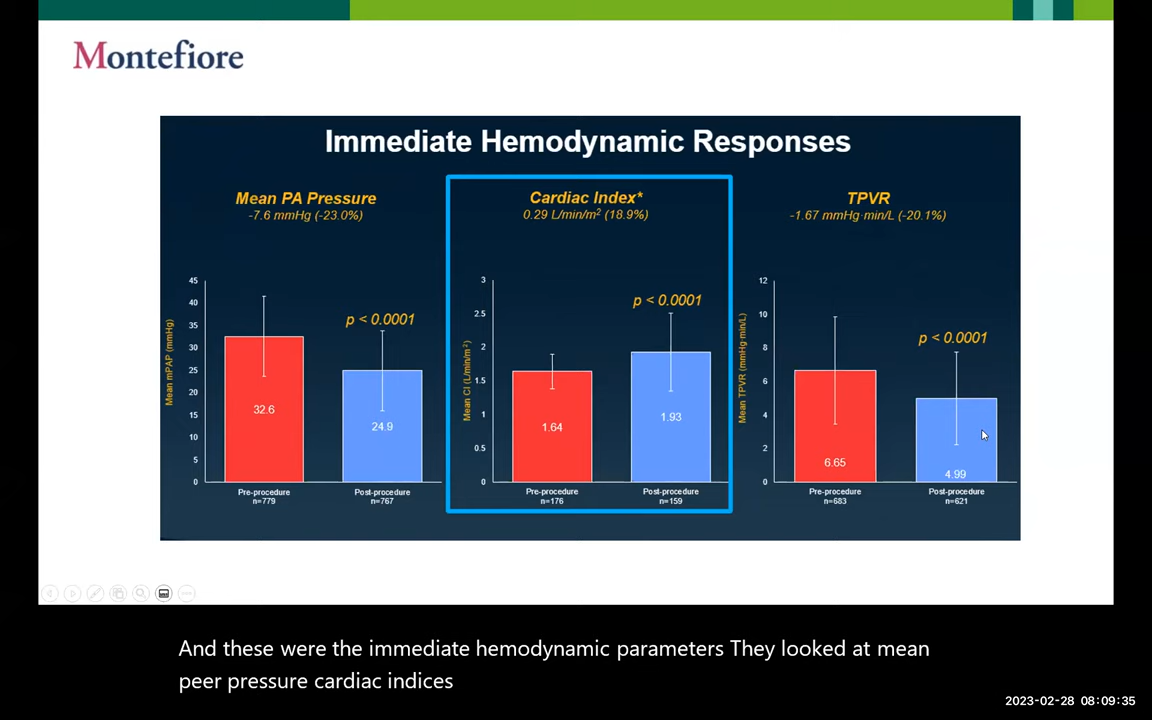 Montefiore
Immediate Hemodynamic Responses
Mean PA Pressure
-7.6 mmHg (-23.0%)
Mean mPAP (mmHg)
45
40
35
30
25
20
15
10
5
0
p < 0.0001
32.6
24.9
Pre-procedure
n=779
Post-procedure
n=767
Cardiac Index*
0.29 L/min/m² (18.9%)
Mean CI (L/min/m²)
3
2.5
2
1.5
1
0.5
0
p < 0.0001
1.64
1.93
Pre-procedure
n=176
Post-procedure
n=159
TPVR
-1.67 mmHg·min/L (-20.1%)
Mean TPVR (mmHg·min/L)
12
10
8
6
4
2
0
p < 0.0001
6.65
4.99
Pre-procedure
n=683
Post-procedure
n=621
And these were the immediate hemodynamic parameters They looked at mean
peer pressure cardiac indices
2023-02-28 08:09:35